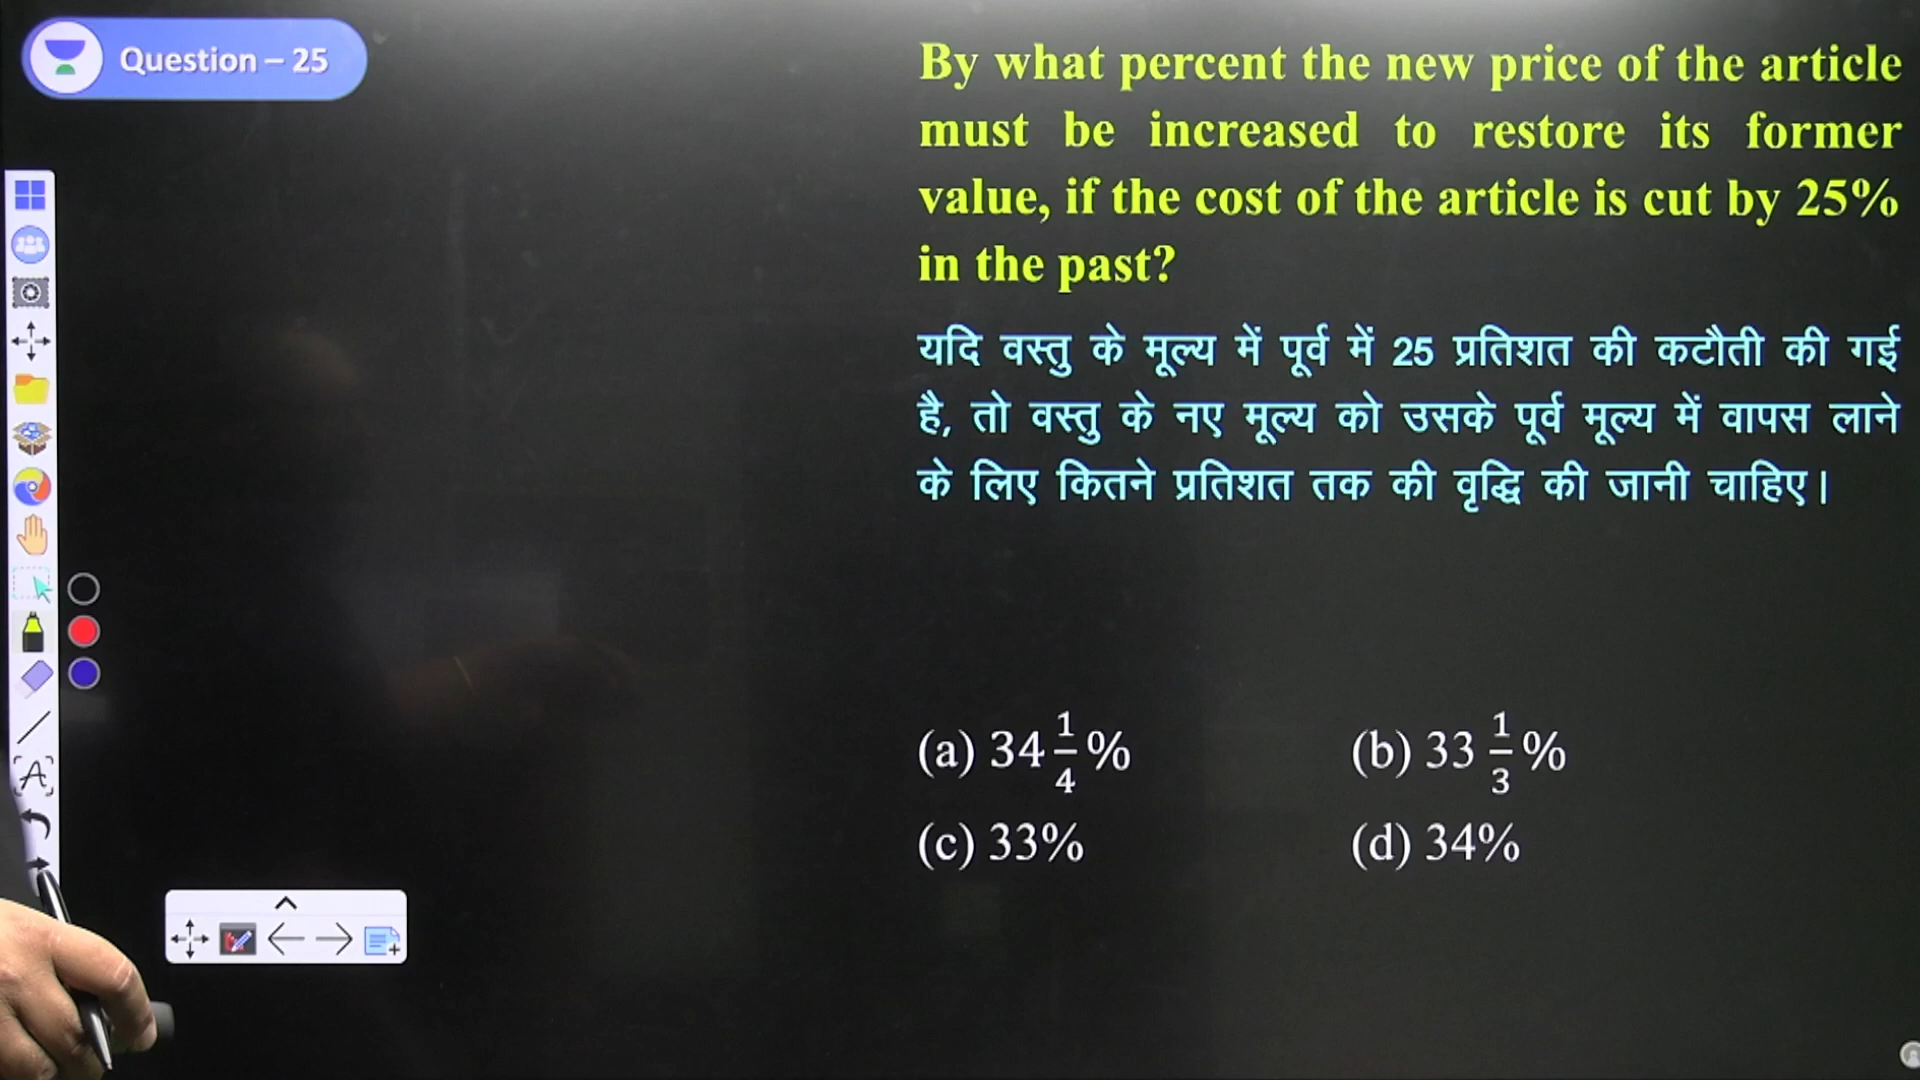 Question – 25
By what percent the new price of the article
must be increased to restore its former
value, if the cost of the article is cut by 25%
in the past?
यदि वस्तु के मूल्य में पूर्व में 25 प्रतिशत की कटौती की गई
है, तो वस्तु के नए मूल्य को उसके पूर्व मूल्य में वापस लाने
के लिए कितने प्रतिशत तक की वृद्धि की जानी चाहिए।
(a) 34 1/4 % (b) 33 1/3 %
(c) 33% (d) 34%